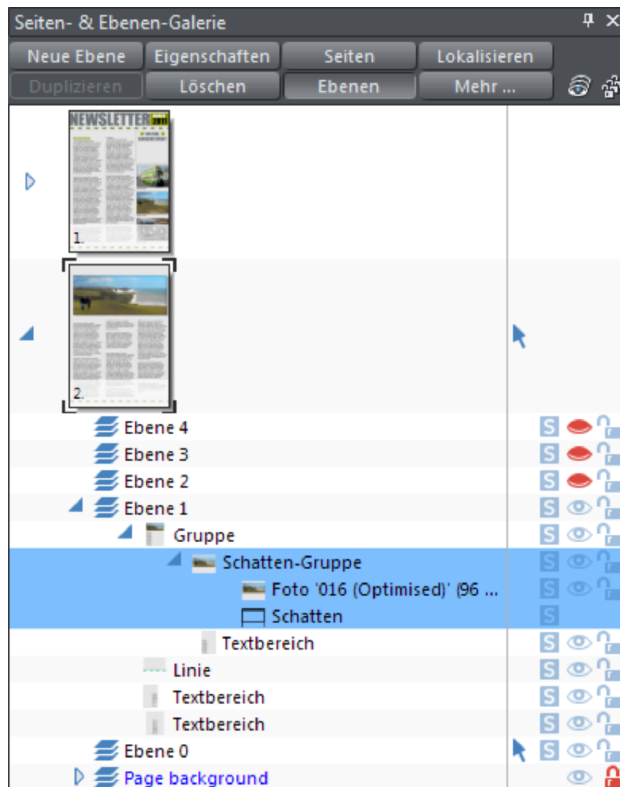 Seiten- & Ebenen-Galerie
Neue Ebene Eigenschaften Seiten Lokalisieren
Duplizieren Löschen Ebenen Mehr ...
NEWSLETTER
1.
2.
Ebene 4 S
Ebene 3 S
Ebene 2 S
Ebene 1 S
Gruppe S
Schatten-Gruppe S
Foto '016 (Optimised)' (96 ... S
Schatten S
Textbereich S
Linie S
Textbereich S
Textbereich S
Ebene 0 S
Page background